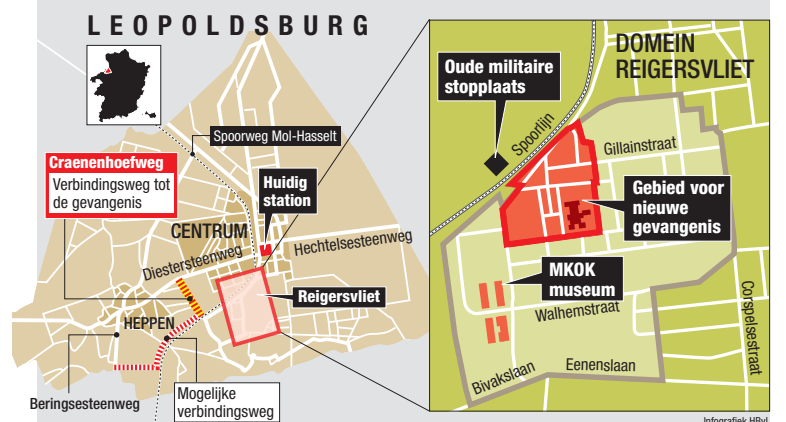 LEOPOLDSBURG
Spoorweg Mol-Hasselt
Craenenhoefweg
Verbindingsweg tot
de gevangenis
Huidig
station
CENTRUM
Hechtelsesteenweg
Diestersteenweg
Reigersvliet
HEPPEN
Beringsesteenweg
Mogelijke
verbindingsweg
DOMEIN
REIGERSVLIET
Oude militaire
stopplaats
Spoorlijn
Gillainstraat
Gebied voor
nieuwe
gevangenis
MKOK
museum
Walhemstraat
Corspelsestraat
Bivakslaan
Eenenslaan
Infografiek HBvL